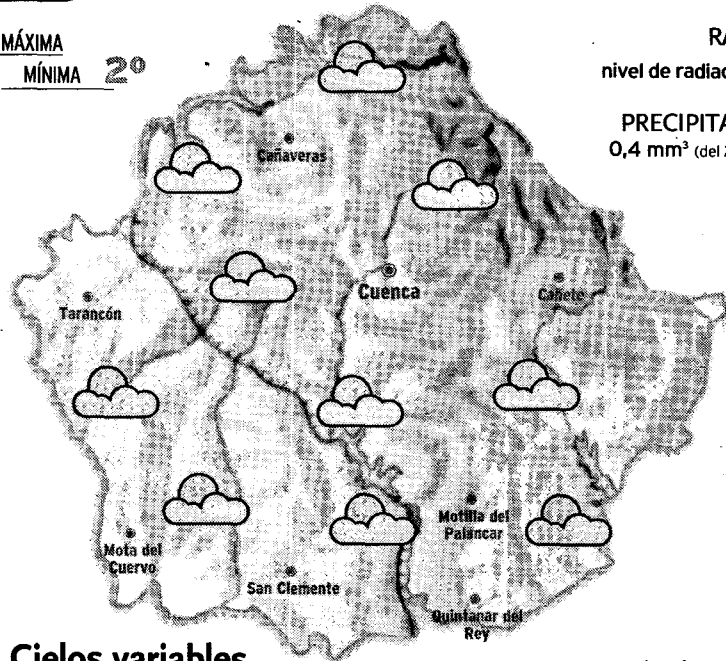 MÁXIMA
MÍNIMA 2º
nivel de
PRECIPITA
0,4 mm³ (del
Cañaveras
Cuenca
Cañete
Tarancón
Motilla del
Palancar
Mota del
Cuervo
San Clemente
Quintanar del
Rey
Cielos variables